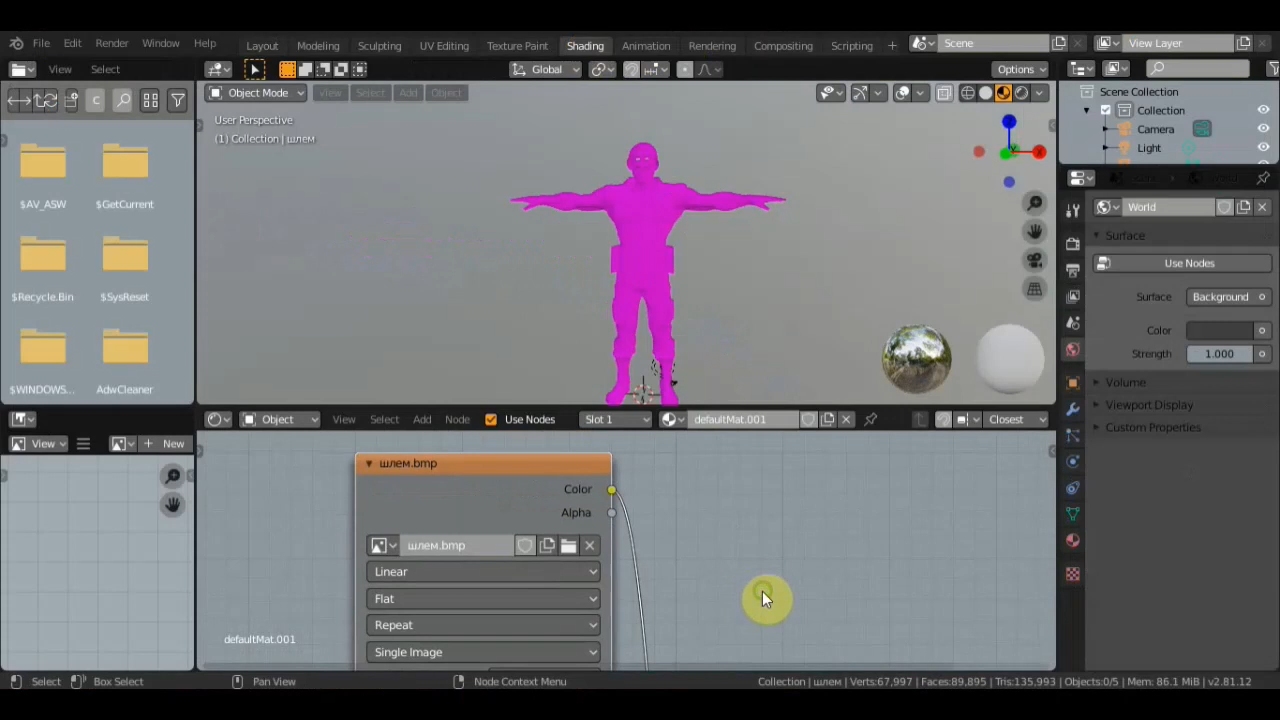 File Edit Render Window Help Layout Modeling Sculpting UV Editing Texture Paint Shading Animation Rendering Compositing Scripting + Scene View Layer
View Select Global Options
Object Mode View Select Add Object
User Perspective
(1) Collection | шлем
$AV_ASW $GetCurrent
$Recycle.Bin $SysReset
$WINDOWS... AdwCleaner
Scene Collection
Collection
Camera
Light
World
Surface
Use Nodes
Surface Background
Color
Strength 1.000
Volume
Viewport Display
Custom Properties
Object View Select Add Node Use Nodes Slot 1 defaultMat.001 Closest
View New
шлем.bmp
Color
Alpha
шлем.bmp
Linear
Flat
Repeat
Single Image
defaultMat.001
Select Box Select Pan View Node Context Menu Collection | шлем | Verts:67,997 | Faces:89,895 | Tris:135,993 | Objects:0/5 | Mem: 86.1 MiB | v2.81.12